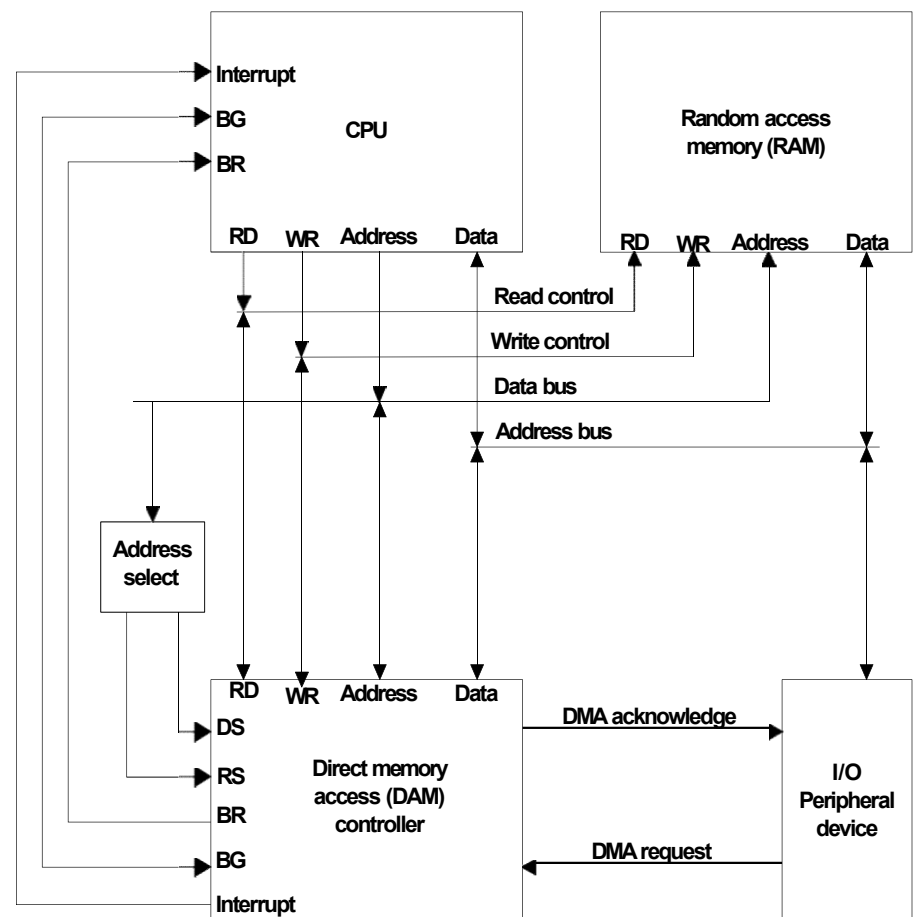 Interrupt
BG
BR
CPU
RD
WR
Address
Data
Random access
memory (RAM)
RD
WR
Address
Data
Read control
Write control
Data bus
Address bus
Address
select
RD
WR
Address
Data
DS
RS
BR
BG
Interrupt
Direct memory
access (DAM)
controller
DMA acknowledge
DMA request
I/O
Peripheral
device